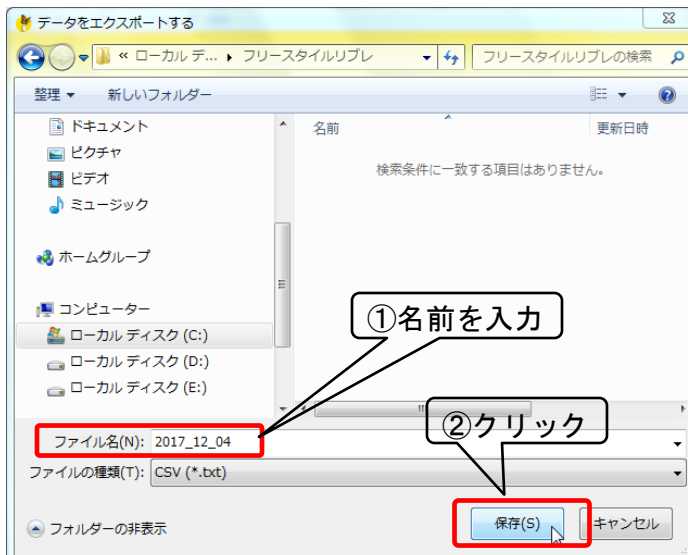 データをエクスポートする
« ローカル デ... ▸ フリースタイルリブレ
フリースタイルリブレの検索
整理 ▼ 新しいフォルダー
名前
更新日時
検索条件に一致する項目はありません。
ドキュメント
ピクチャ
ビデオ
ミュージック
ホームグループ
コンピューター
ローカル ディスク (C:)
ローカル ディスク (D:)
ローカル ディスク (E:)
①名前を入力
②クリック
ファイル名(N): 2017_12_04
ファイルの種類(T): CSV (*.txt)
フォルダーの非表示
保存(S)
キャンセル